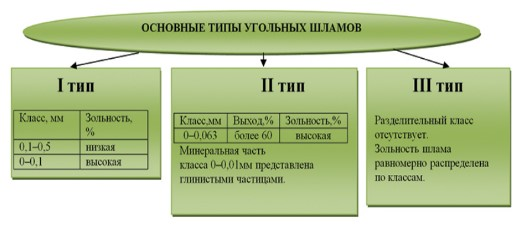 ОСНОВНЫЕ ТИПЫ УГОЛЬНЫХ ШЛАМОВ
I тип
Класс, мм Зольность, %
0,1–0,5 низкая
0–0,1 высокая
II тип
Класс,мм Выход,% Зольность,%
0–0,063 более 60 высокая
Минеральная часть
класса 0–0,01мм представлена
глинистыми частицами.
III тип
Разделительный класс
отсутствует.
Зольность шлама
равномерно распределена
по классам.